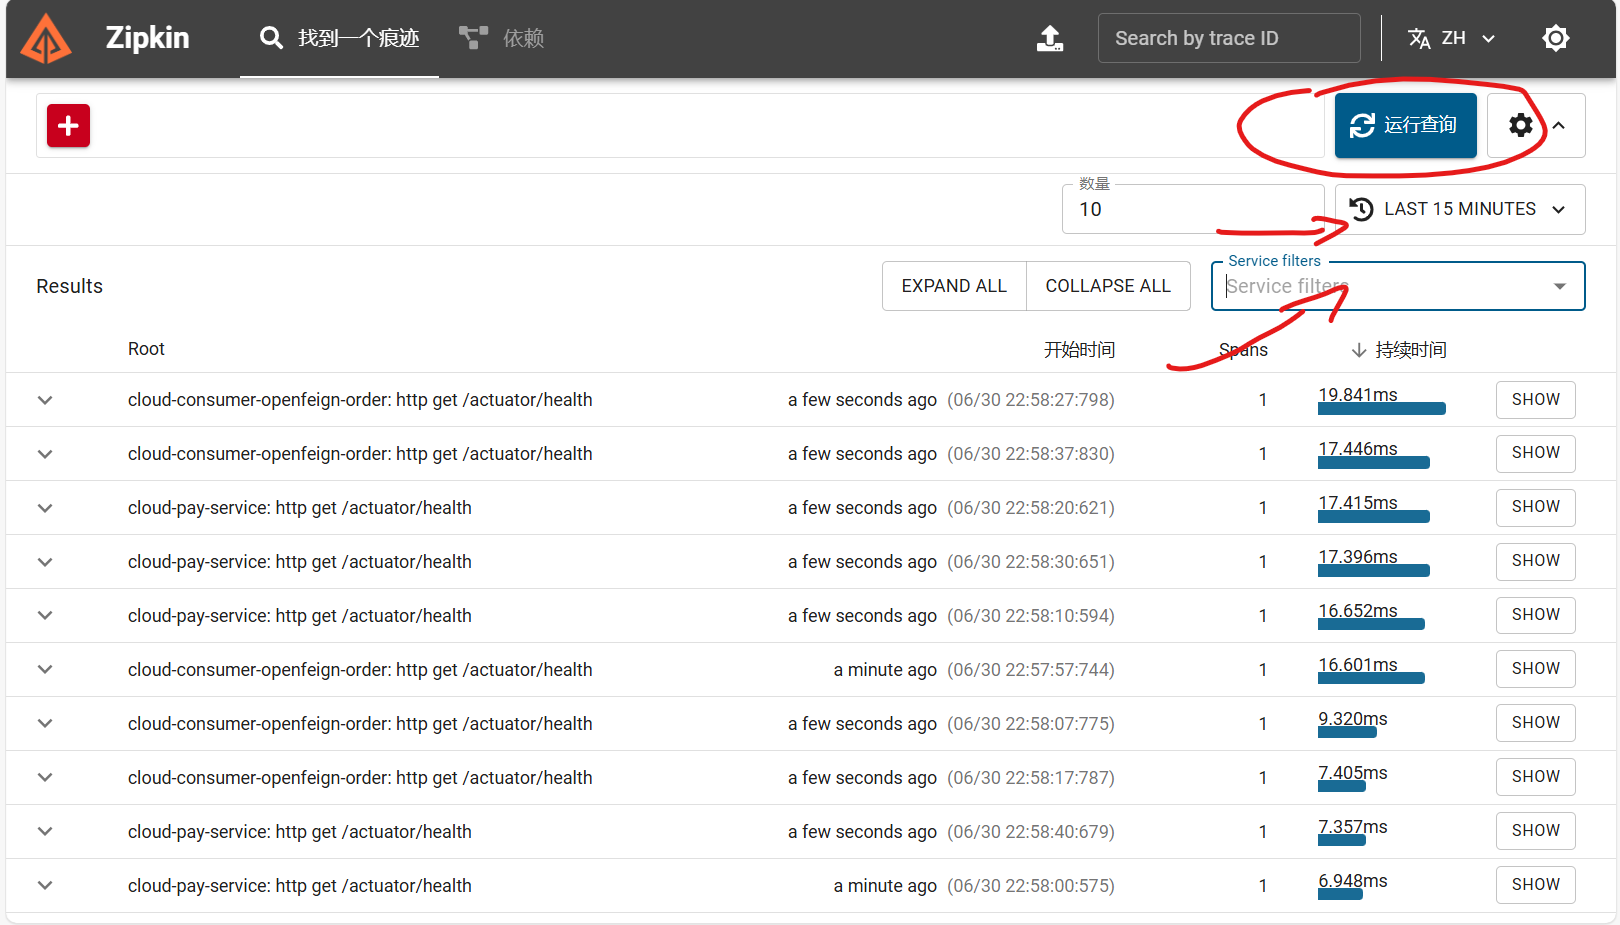 Zipkin 找到一个痕迹 依赖 Search by trace ID ZH
运行查询
数量
10 LAST 15 MINUTES
Results EXPAND ALL COLLAPSE ALL Service filters
Service filters
Root 开始时间 Spans 持续时间
cloud-consumer-openfeign-order: http get /actuator/health a few seconds ago (06/30 22:58:27:798) 1 19.841ms SHOW
cloud-consumer-openfeign-order: http get /actuator/health a few seconds ago (06/30 22:58:37:830) 1 17.446ms SHOW
cloud-pay-service: http get /actuator/health a few seconds ago (06/30 22:58:20:621) 1 17.415ms SHOW
cloud-pay-service: http get /actuator/health a few seconds ago (06/30 22:58:30:651) 1 17.396ms SHOW
cloud-pay-service: http get /actuator/health a few seconds ago (06/30 22:58:10:594) 1 16.652ms SHOW
cloud-consumer-openfeign-order: http get /actuator/health a minute ago (06/30 22:57:57:744) 1 16.601ms SHOW
cloud-consumer-openfeign-order: http get /actuator/health a few seconds ago (06/30 22:58:07:775) 1 9.320ms SHOW
cloud-consumer-openfeign-order: http get /actuator/health a few seconds ago (06/30 22:58:17:787) 1 7.405ms SHOW
cloud-pay-service: http get /actuator/health a few seconds ago (06/30 22:58:40:679) 1 7.357ms SHOW
cloud-pay-service: http get /actuator/health a minute ago (06/30 22:58:00:575) 1 6.948ms SHOW